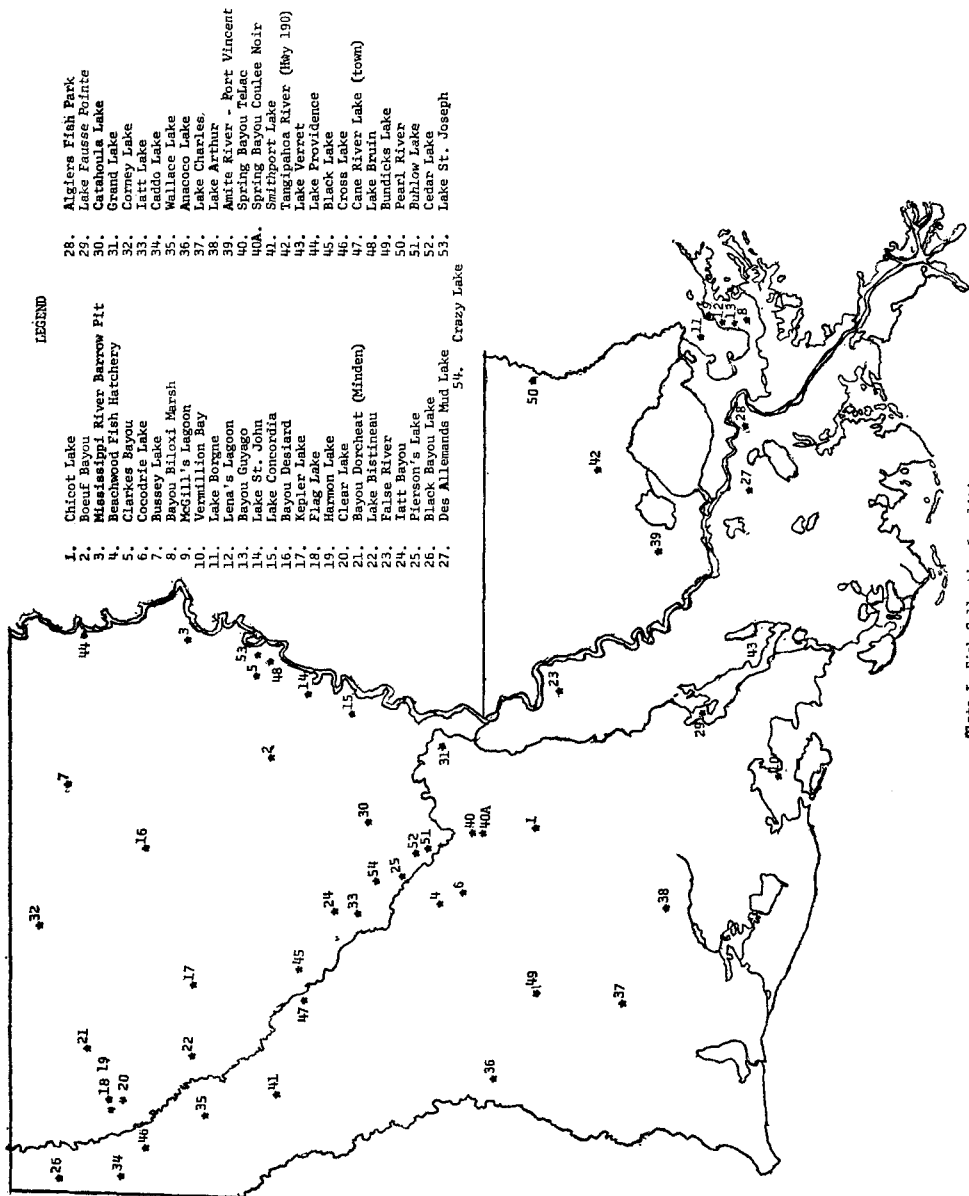 LEGEND
1. Chicot Lake
2. Boeuf Bayou
3. Mississippi River Barrow Pit
4. Beachwood Fish Hatchery
5. Clarkes Bayou
6. Cocodrie Lake
7. Bussey Lake
8. Bayou Biloxi Marsh
9. McGill's Lagoon
10. Vermillion Bay
11. Lake Borgne
12. Lena's Lagoon
13. Bayou Guyago
14. Lake St. John
15. Lake Concordia
16. Bayou Desiard
17. Kepler Lake
18. Flag Lake
19. Harmon Lake
20. Clear Lake
21. Bayou Dorcheat (Minden)
22. Lake Bistineau
23. False River
24. Iatt Bayou
25. Pierson's Lake
26. Black Bayou Lake
27. Des Allemands Mud Lake
28. Algiers Fish Park
29. Lake Fausse Pointe
30. Catahoula Lake
31. Grand Lake
32. Corney Lake
33. Iatt Lake
34. Caddo Lake
35. Wallace Lake
36. Anacoco Lake
37. Lake Charles
38. Lake Arthur
39. Amite River - Port Vincent
40. Spring Bayou TeLac
40A. Spring Bayou Coulee Noir
41. Smithport Lake
42. Tangipahoa River (Hwy 190)
43. Lake Verret
44. Lake Providence
45. Black Lake
46. Cross Lake
47. Cane River Lake (town)
48. Lake Bruin
49. Bundicks Lake
50. Pearl River
51. Buhlow Lake
52. Cedar Lake
53. Lake St. Joseph
54. Crazy Lake
26
32
7
44
34
18 19
21
20
46
16
17
22
35
3
41
45
47
2
5
53
48
14
24
33
54
30
15
25
52
51
4
6
31
40
40A
36
49
1
23
50
37
42
38
39
29
43
11
9
12
13
8
28
27
10
Plate I. Fish Collection Localities